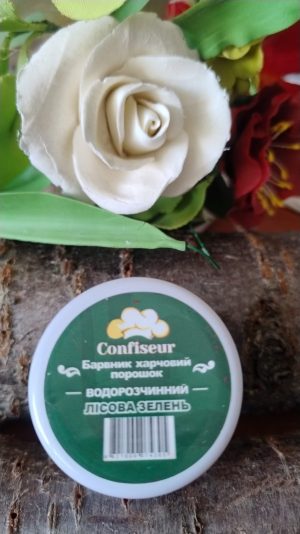 Confiseur
Барвник харчовий
порошок
ВОДОРОЗЧИННИЙ
ЛІСОВА ЗЕЛЕНЬ